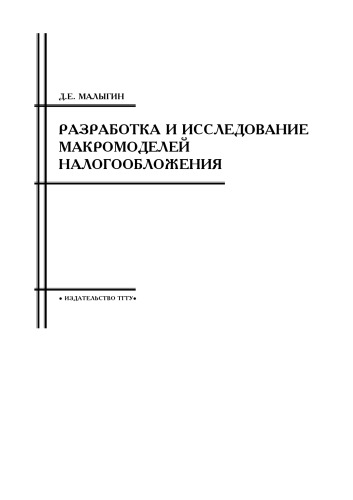 Д.Е. МАЛЫГИН
РАЗРАБОТКА И ИССЛЕДОВАНИЕ
МАКРОМОДЕЛЕЙ
НАЛОГООБЛОЖЕНИЯ
• ИЗДАТЕЛЬСТВО ТГТУ•